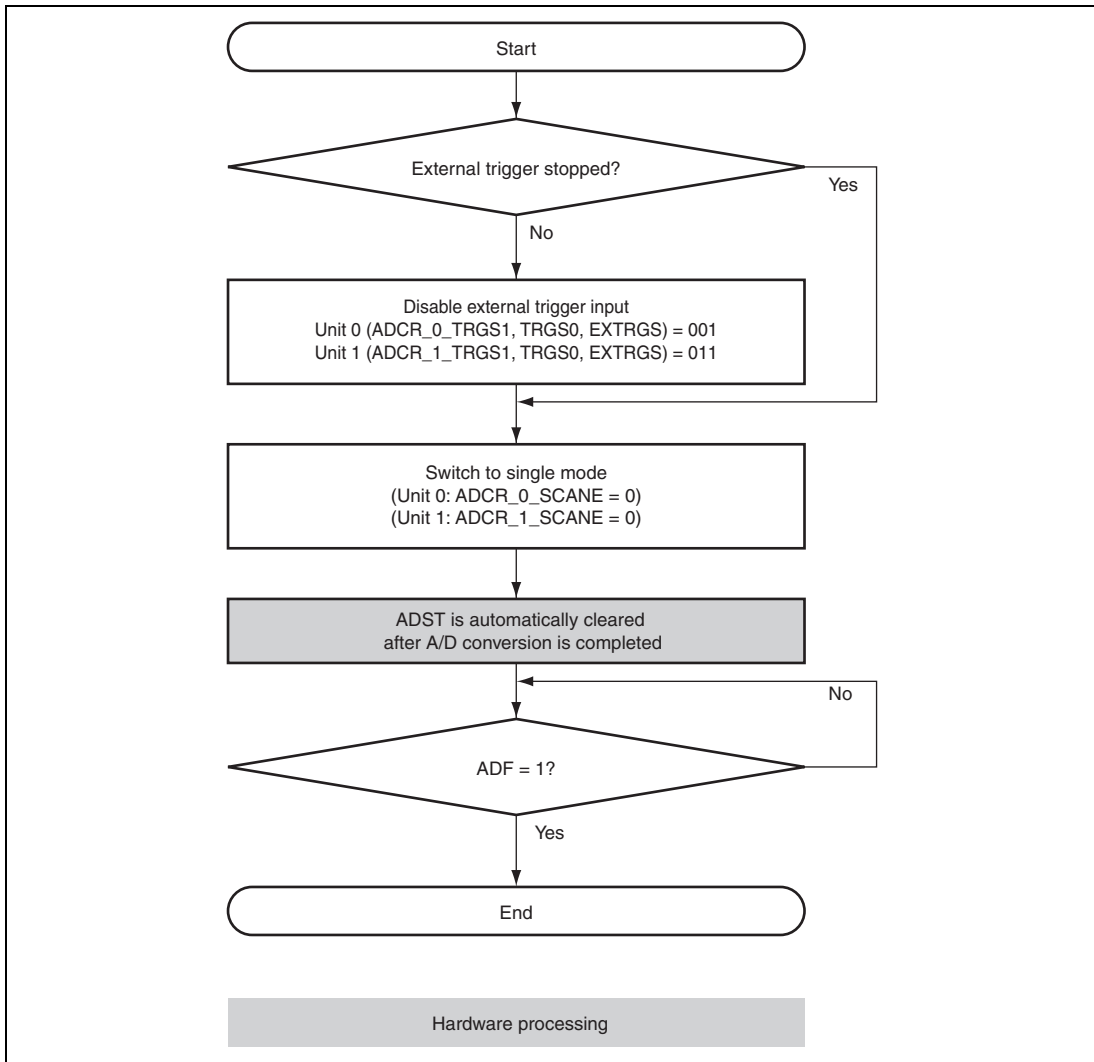 Start
External trigger stopped?
Yes
No
Disable external trigger input
Unit 0 (ADCR_0_TRGS1, TRGS0, EXTRGS) = 001
Unit 1 (ADCR_1_TRGS1, TRGS0, EXTRGS) = 011
Switch to single mode
(Unit 0: ADCR_0_SCANE = 0)
(Unit 1: ADCR_1_SCANE = 0)
ADST is automatically cleared
after A/D conversion is completed
No
ADF = 1?
Yes
End
Hardware processing